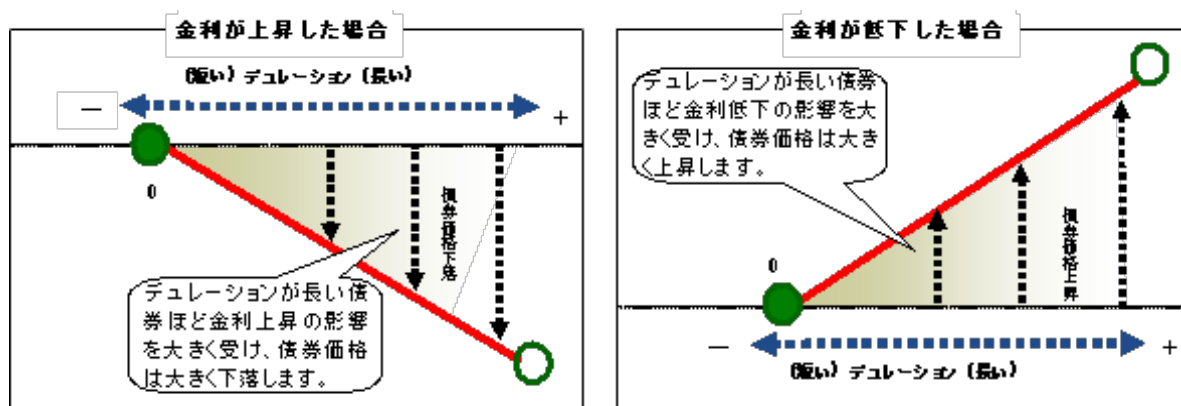 金利が上昇した場合
(短い) デュレーション (長い)
－
+
0
債券価格下落
デュレーションが長い債
券ほど金利上昇の影響
を大きく受け、債券価格
は大きく下落します。
金利が低下した場合
デュレーションが長い債券
ほど金利低下の影響を大
きく受け、債券価格は大き
く上昇します。
0
債券価格上昇
－
+
(短い) デュレーション (長い)